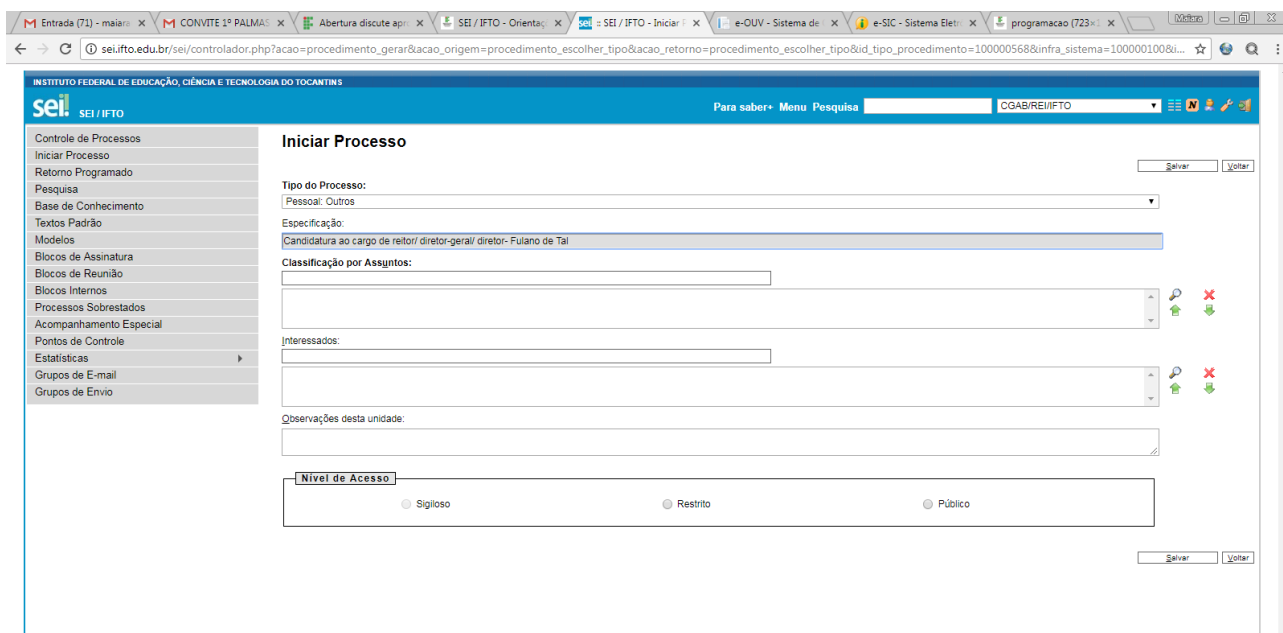 Entrada (71) - maiara
CONVITE 1º PALMAS
Abertura discute apr
SEI / IFTO - Orientaç
:: SEI / IFTO - Iniciar P
e-OUV - Sistema de
e-SIC - Sistema Eletr
programacao (723×
Maiara
sei.ifto.edu.br/sei/controlador.php?acao=procedimento_gerar&acao_origem=procedimento_escolher_tipo&acao_retorno=procedimento_escolher_tipo&id_tipo_procedimento=100000568&infra_sistema=100000100&i...
INSTITUTO FEDERAL DE EDUCAÇÃO, CIÊNCIA E TECNOLOGIA DO TOCANTINS
sei! SEI / IFTO
Para saber+ Menu Pesquisa
CGAB/REI/IFTO
Controle de Processos
Iniciar Processo
Retorno Programado
Pesquisa
Base de Conhecimento
Textos Padrão
Modelos
Blocos de Assinatura
Blocos de Reunião
Blocos Internos
Processos Sobrestados
Acompanhamento Especial
Pontos de Controle
Estatísticas
Grupos de E-mail
Grupos de Envio
Iniciar Processo
Salvar Voltar
Tipo do Processo:
Pessoal: Outros
Especificação:
Candidatura ao cargo de reitor/ diretor-geral/ diretor- Fulano de Tal
Classificação por Assuntos:
Interessados:
Observações desta unidade:
Nível de Acesso
Sigiloso Restrito Público
Salvar Voltar